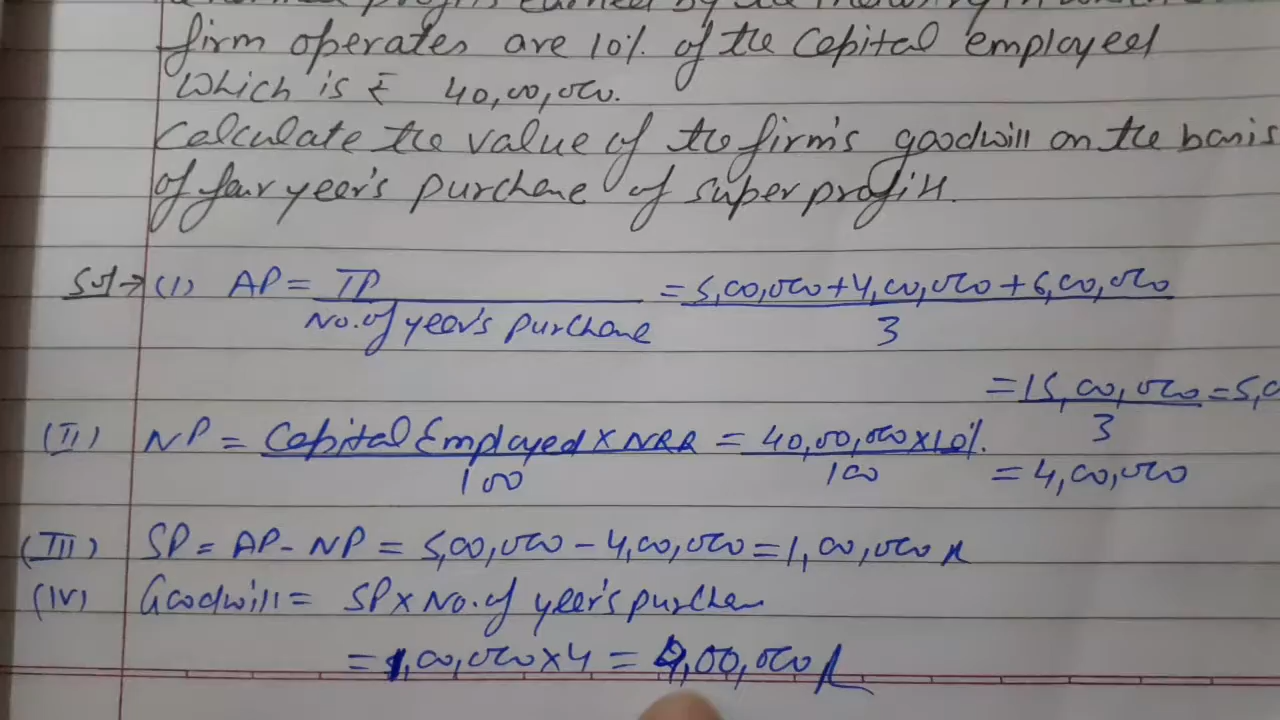 firm operates are 10% of the Capital employed
which is ₹ 40,00,000.
Calculate the value of the firm's goodwill on the basis
of four year's purchase of super profit.
Sol → (I) AP = TP / No. of year's purchase = 5,00,000 + 4,00,000 + 6,00,000 / 3
= 15,00,000 / 3 = 5,0
(II) NP = Capital Employed × NRR / 100 = 40,00,000 × 10% / 100 = 4,00,000
(III) SP = AP - NP = 5,00,000 - 4,00,000 = 1,00,000
(IV) Goodwill = SP × No. of year's purchase
= 1,00,000 × 4 = 4,00,000